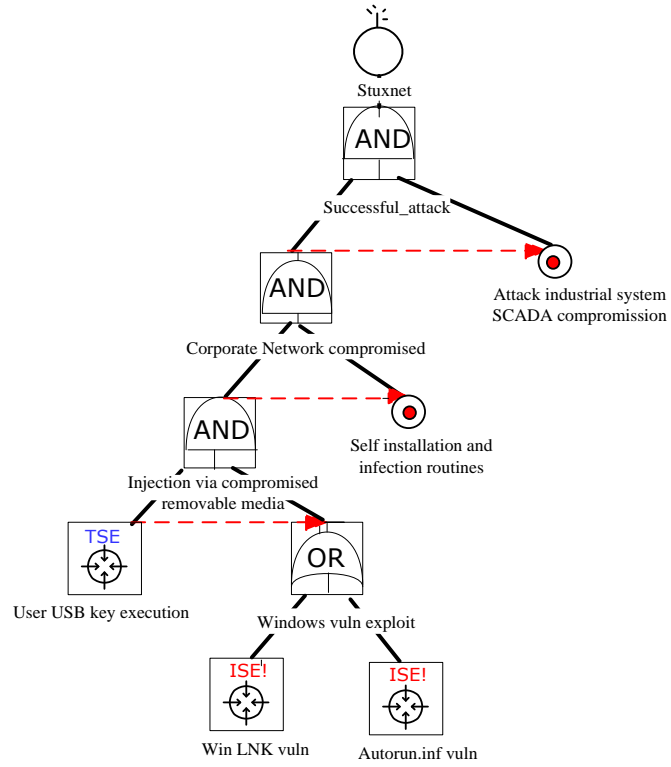 Stuxnet
AND
Successful_attack
AND
Attack industrial system
SCADA compromission
Corporate Network compromised
AND
Self installation and
infection routines
Injection via compromised
removable media
TSE
OR
User USB key execution
Windows vuln exploit
ISE!
ISE!
Win LNK vuln
Autorun.inf vuln